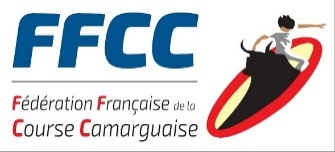 FFCC
Fédération Française de la
Course Camarguaise